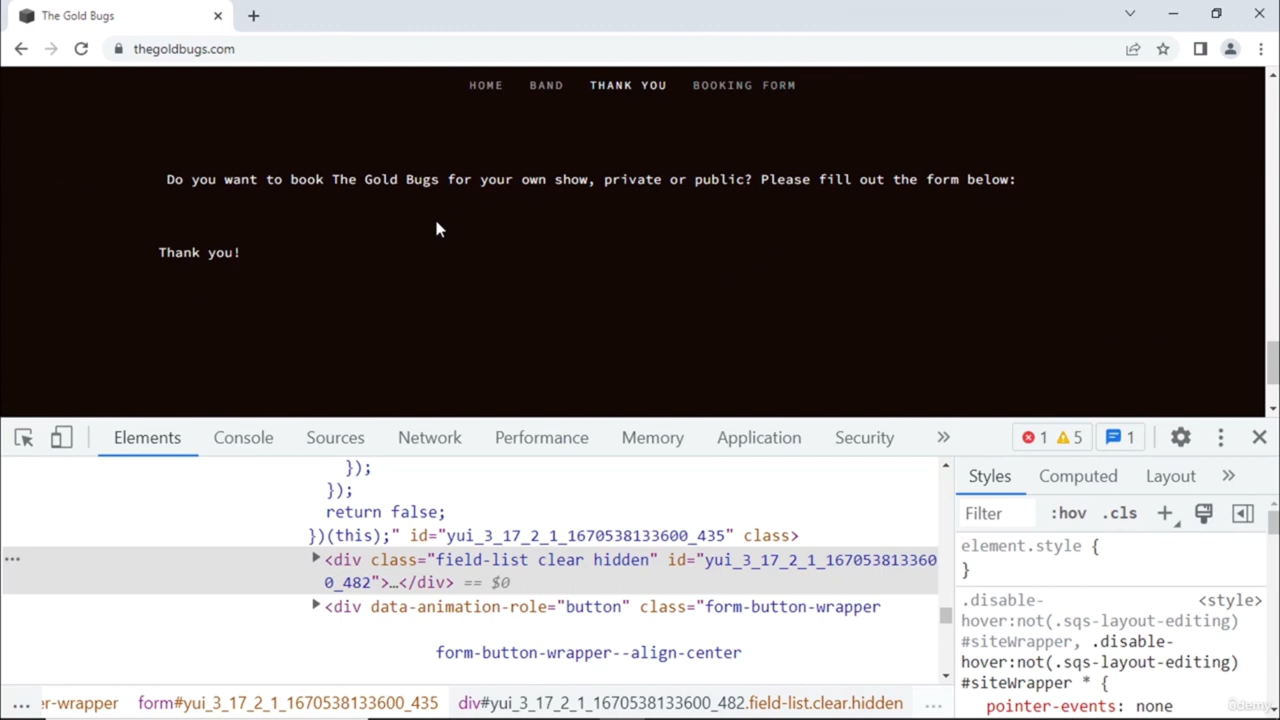 The Gold Bugs
thegoldbugs.com
HOME BAND THANK YOU BOOKING FORM
Do you want to book The Gold Bugs for your own show, private or public? Please fill out the form below:
Thank you!
Elements Console Sources Network Performance Memory Application Security » 1 5 1
});
});
return false;
})(this);" id="yui_3_17_2_1_1670538133600_435" class>
<div class="field-list clear hidden" id="yui_3_17_2_1_167053813360
0_482">…</div> == $0
<div data-animation-role="button" class="form-button-wrapper
form-button-wrapper--align-center
... er-wrapper form#yui_3_17_2_1_1670538133600_435 div#yui_3_17_2_1_1670538133600_482.field-list.clear.hidden ...
Styles Computed Layout »
Filter :hov .cls +
element.style {
}
.disable- <style>
hover:not(.sqs-layout-editing)
#siteWrapper, .disable-
hover:not(.sqs-layout-editing)
#siteWrapper * {
pointer-events: none
ûdemy